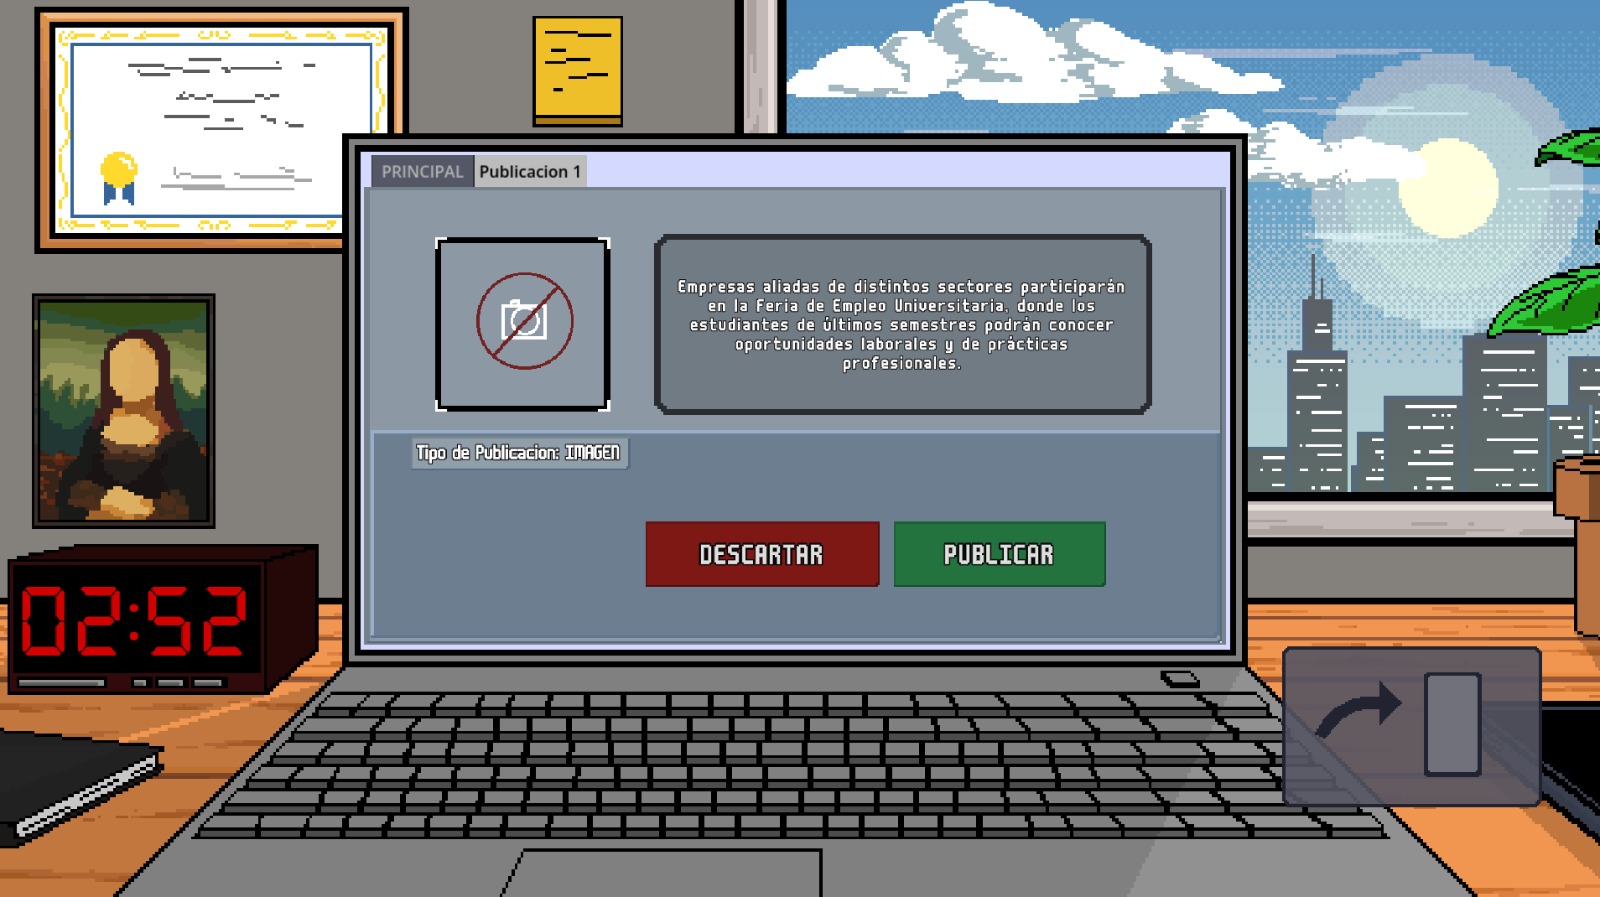 PRINCIPAL
Publicacion 1
Empresas aliadas de distintos sectores participarán
en la Feria de Empleo Universitaria, donde los
estudiantes de últimos semestres podrán conocer
oportunidades laborales y de prácticas
profesionales.
Tipo de Publicacion: IMAGEN
DESCARTAR
PUBLICAR
02:52